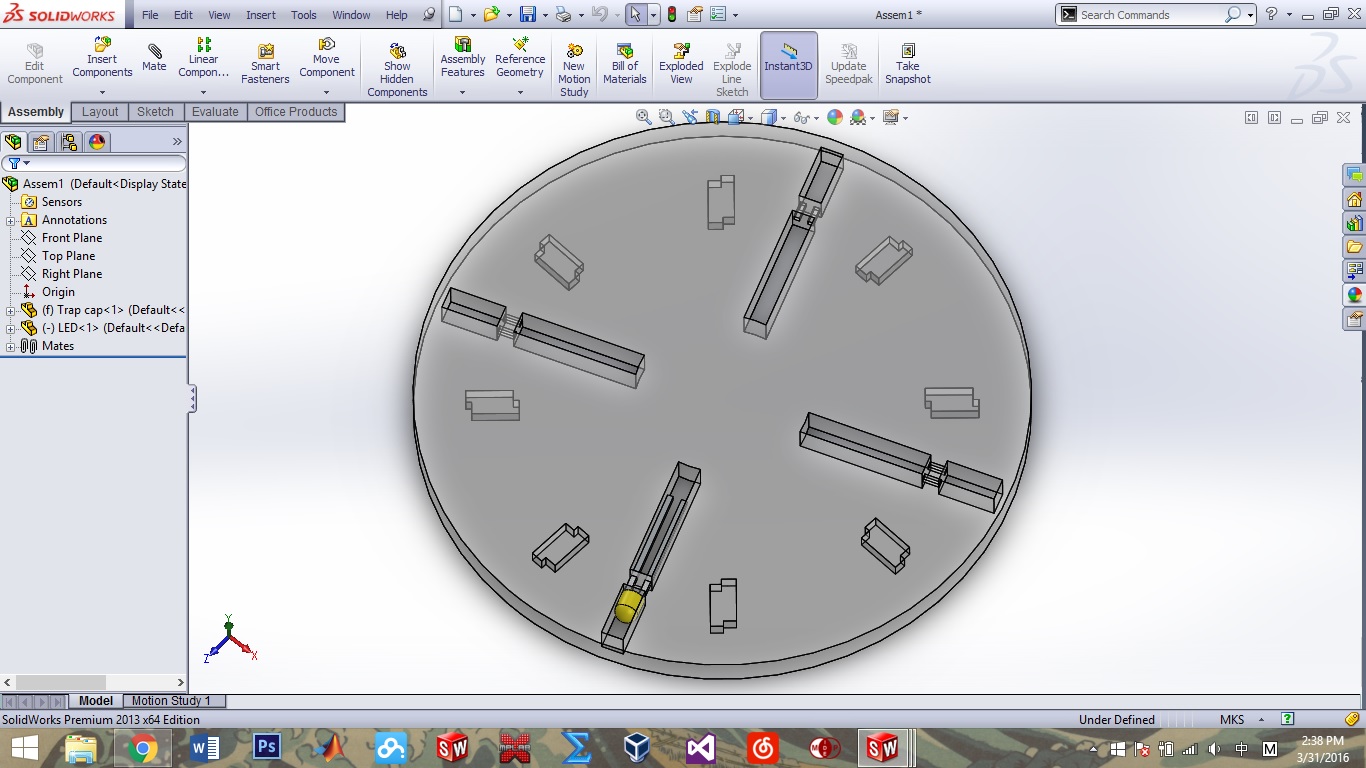 SOLIDWORKS File Edit View Insert Tools Window Help Assem1 * Search Commands ?
Edit Component
Insert Components
Mate
Linear Compon...
Smart Fasteners
Move Component
Show Hidden Components
Assembly Features
Reference Geometry
New Motion Study
Bill of Materials
Exploded View
Explode Line Sketch
Instant3D
Update Speedpak
Take Snapshot
Assembly Layout Sketch Evaluate Office Products
Assem1 (Default<Display State
Sensors
A Annotations
Front Plane
Top Plane
Right Plane
Origin
(f) Trap cap<1> (Default<<
(-) LED<1> (Default<<Defa
Mates
Y
Z X
Model Motion Study 1
SolidWorks Premium 2013 x64 Edition Under Defined MKS ?
W Ps SW SW 中 M 2:38 PM
3/31/2016